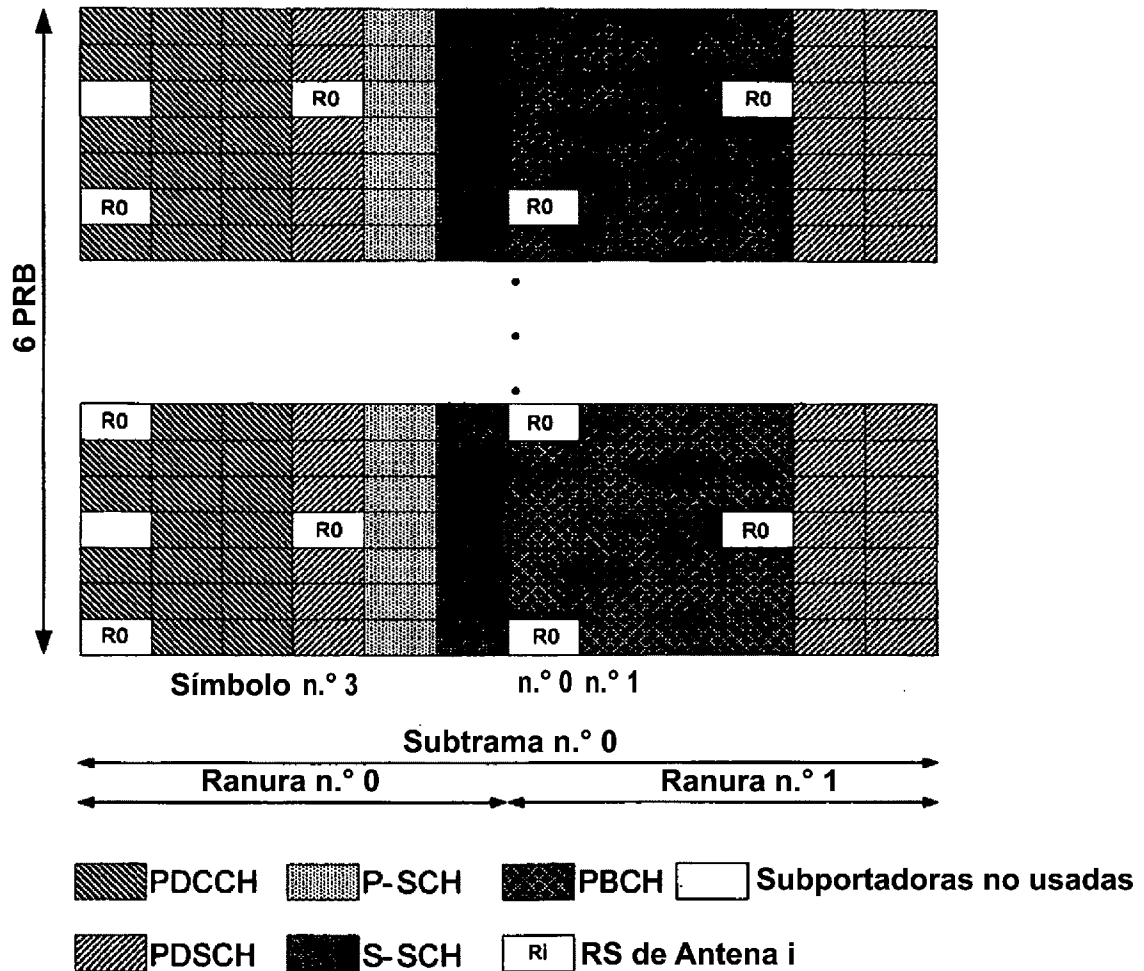 R0
R0
R0
R0
6 PRB
R0
R0
R0
R0
R0
R0
Símbolo n.° 3
n.° 0 n.° 1
Subtrama n.° 0
Ranura n.° 0
Ranura n.° 1
PDCCH
P-SCH
PBCH
Subportadoras no usadas
PDSCH
S-SCH
Ri
RS de Antena i